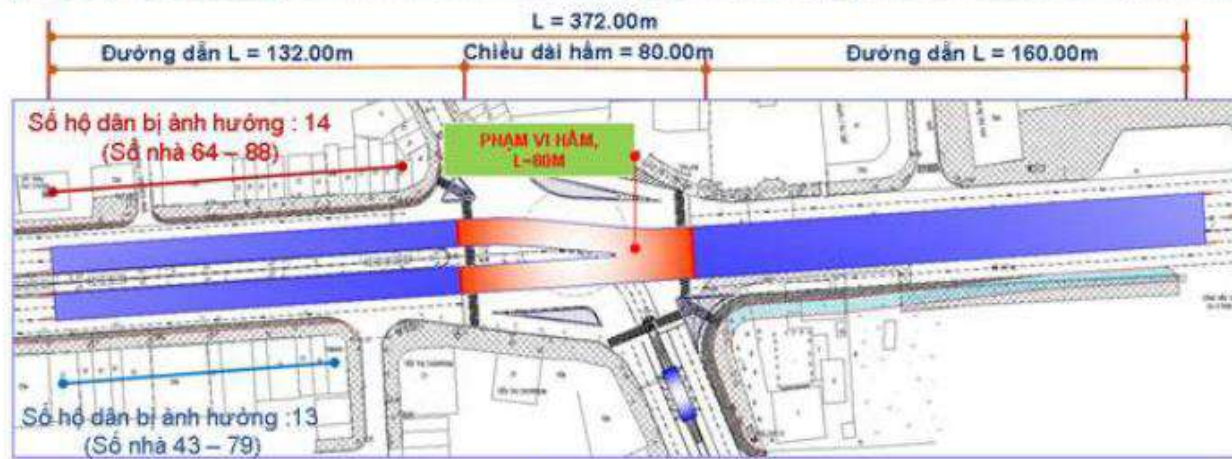 L = 372.00m
Đường dẫn L = 132.00m
Chiều dài hầm = 80.00m
Đường dẫn L = 160.00m
Số hộ dân bị ảnh hưởng : 14
(Số nhà 64 – 88)
PHẠM VI HẦM,
L=80M
Số hộ dân bị ảnh hưởng :13
(Số nhà 43 – 79)